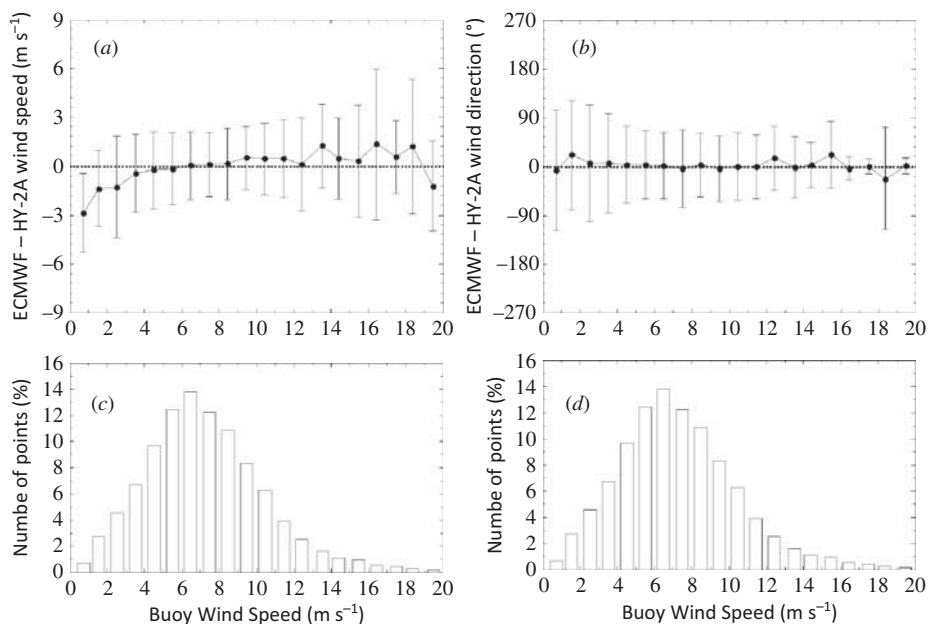 ECMWF – HY-2A wind speed (m s⁻¹)
9
6
3
0
−3
−6
−9
(a)
0 2 4 6 8 10 12 14 16 18 20
ECMWF – HY-2A wind direction (°)
270
180
90
0
−90
−180
−270
(b)
0 2 4 6 8 10 12 14 16 18 20
Numbe of points (%)
16
14
12
10
8
6
4
2
0
(c)
0 2 4 6 8 10 12 14 16 18 20
Buoy Wind Speed (m s⁻¹)
Numbe of points (%)
16
14
12
10
8
6
4
2
0
(d)
0 2 4 6 8 10 12 14 16 18 20
Buoy Wind Speed (m s⁻¹)